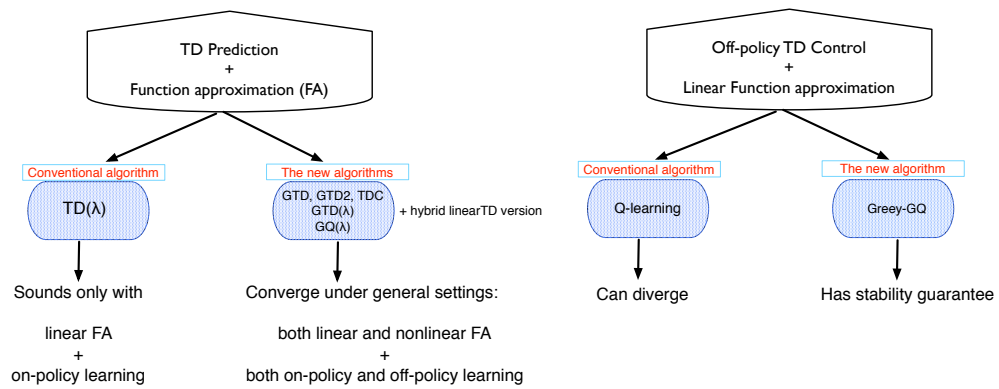 TD Prediction
+
Function approximation (FA)
Conventional algorithm
TD(λ)
Sounds only with
linear FA
+
on-policy learning
The new algorithms
GTD, GTD2, TDC
GTD(λ)
GQ(λ)
+ hybrid linearTD version
Converge under general settings:
both linear and nonlinear FA
+
both on-policy and off-policy learning
Off-policy TD Control
+
Linear Function approximation
Conventional algorithm
Q-learning
Can diverge
The new algorithm
Greey-GQ
Has stability guarantee